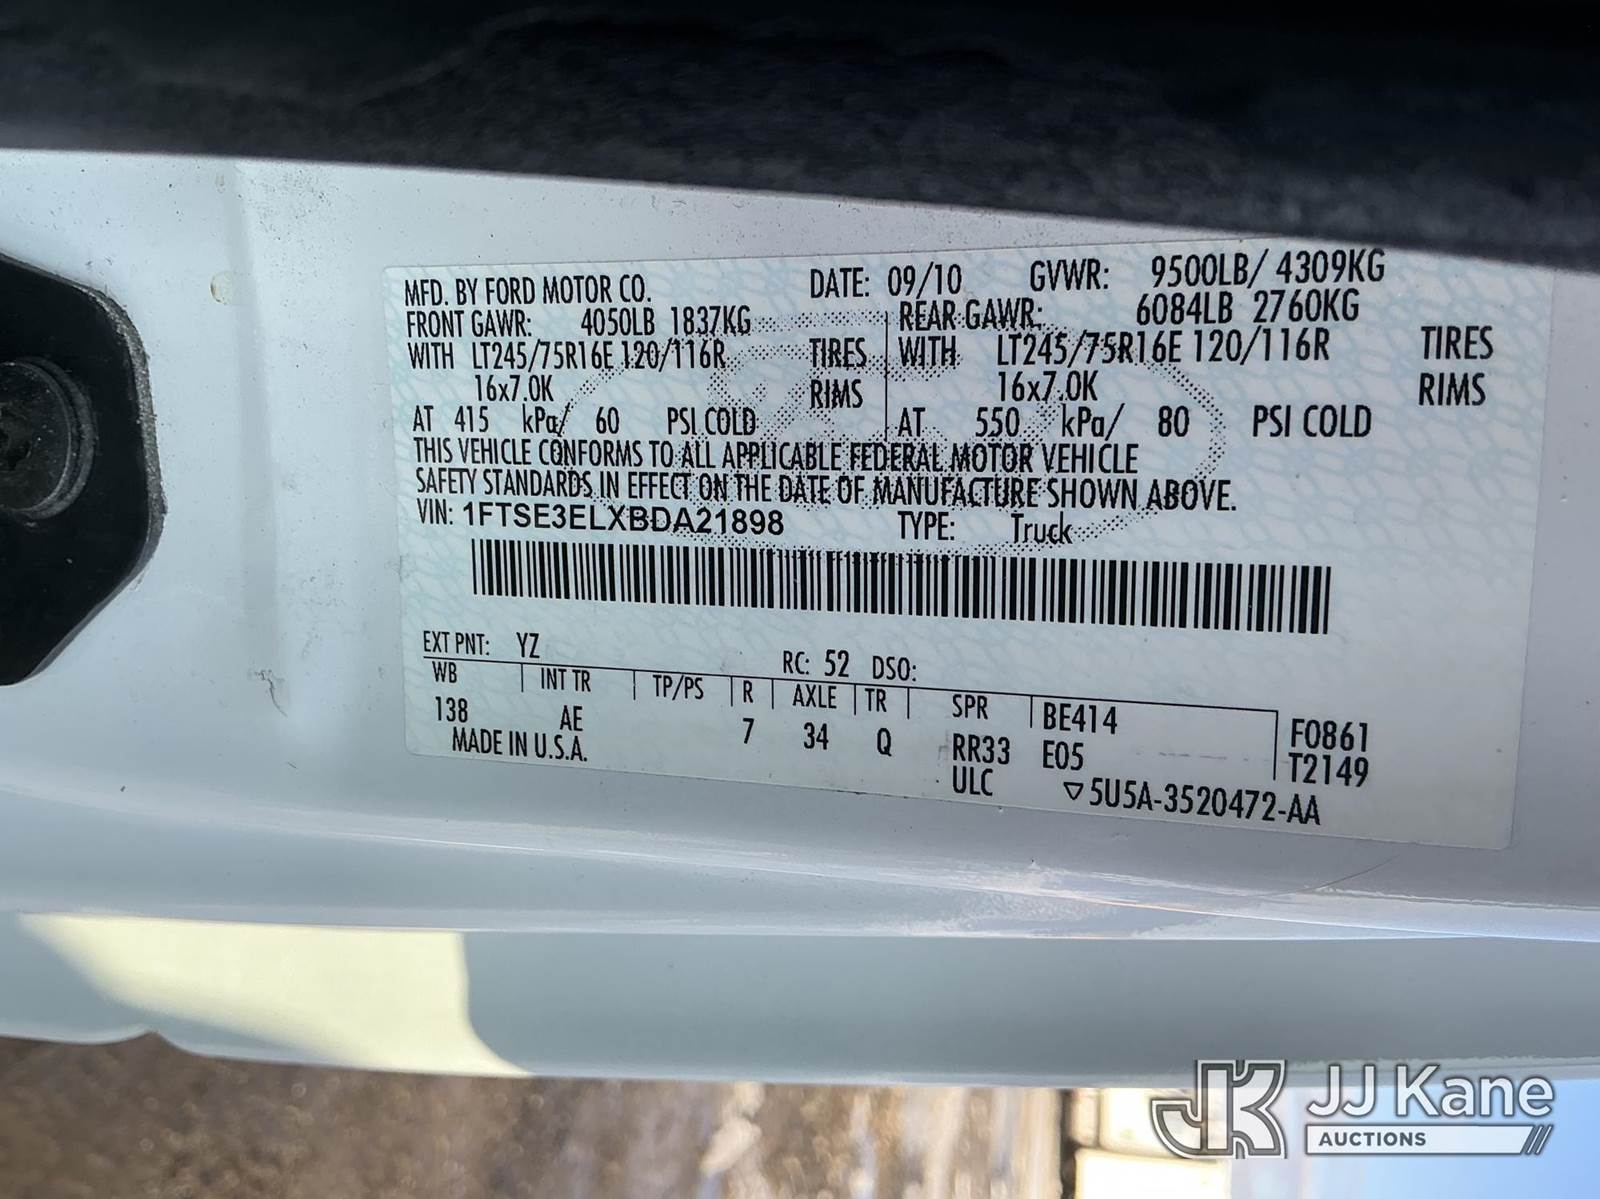 MFD. BY FORD MOTOR CO. DATE: 09/10 GVWR: 9500LB/ 4309KG
FRONT GAWR: 4050LB 1837KG REAR GAWR: 6084LB 2760KG
WITH LT245/75R16E 120/116R TIRES WITH LT245/75R16E 120/116R TIRES
16x7.0K RIMS 16x7.0K RIMS
AT 415 kPa/ 60 PSI COLD AT 550 kPa/ 80 PSI COLD
THIS VEHICLE CONFORMS TO ALL APPLICABLE FEDERAL MOTOR VEHICLE
SAFETY STANDARDS IN EFFECT ON THE DATE OF MANUFACTURE SHOWN ABOVE.
VIN: 1FTSE3ELXBDA21898 TYPE: Truck
EXT PNT: YZ RC: 52 DSO:
WB INT TR TP/PS R AXLE TR SPR BE414 F0861
138 AE 7 34 Q RR33 E05 T2149
MADE IN U.S.A. ULC ▽5U5A-3520472-AA
JK JJ Kane
AUCTIONS